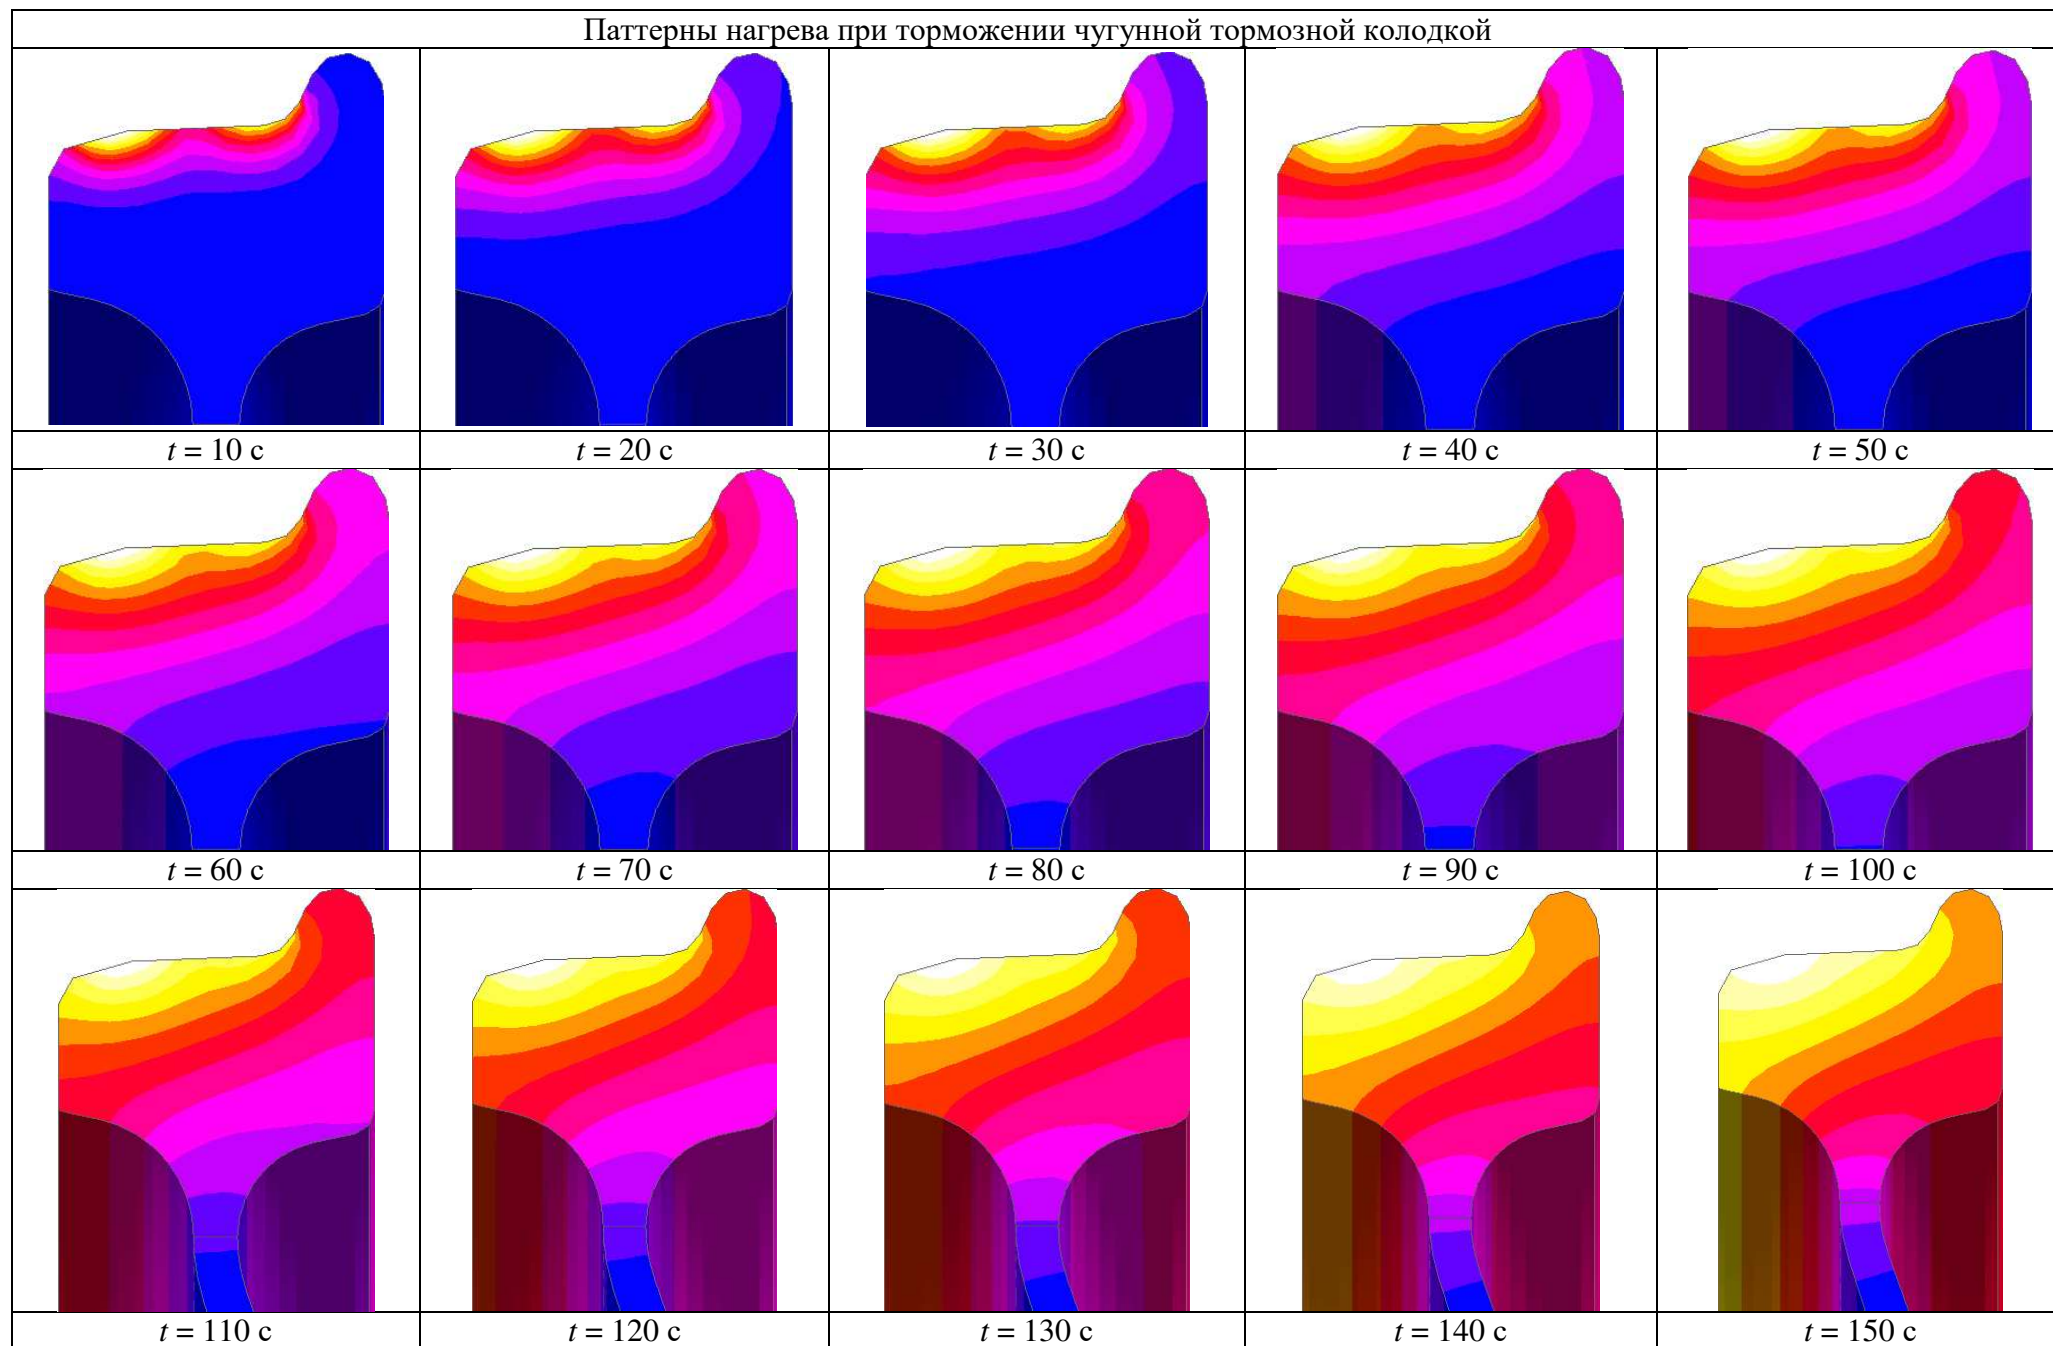 Паттерны нагрева при торможении чугунной тормозной колодкой
t = 10 с
t = 20 с
t = 30 с
t = 40 с
t = 50 с
t = 60 с
t = 70 с
t = 80 с
t = 90 с
t = 100 с
t = 110 с
t = 120 с
t = 130 с
t = 140 с
t = 150 с